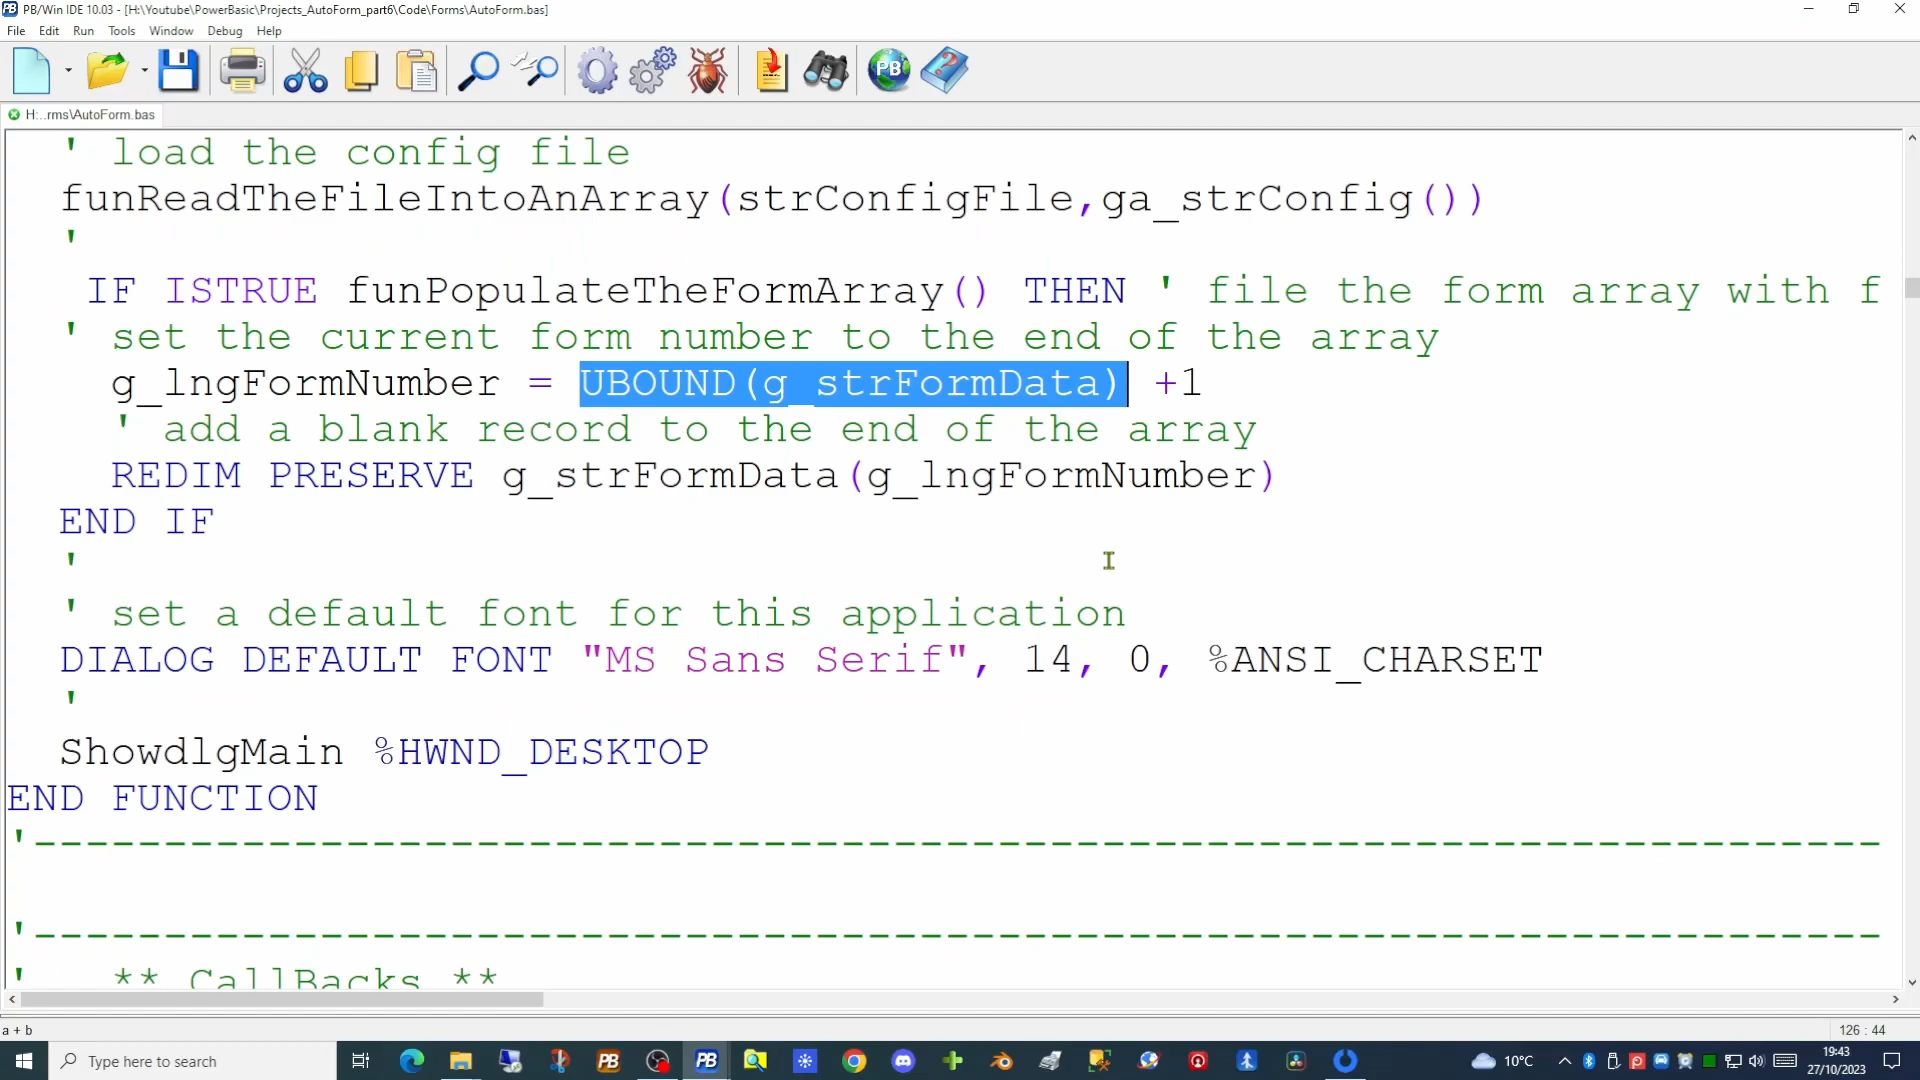 PB/Win IDE 10.03 - [H:\Youtube\PowerBasic\Projects_AutoForm_part6\Code\Forms\AutoForm.bas]
File Edit Run Tools Window Debug Help
PB
H:..rms\AutoForm.bas
' load the config file
funReadTheFileIntoAnArray(strConfigFile,ga_strConfig())
'
IF ISTRUE funPopulateTheFormArray() THEN ' file the form array with f
' set the current form number to the end of the array
g_lngFormNumber = UBOUND(g_strFormData) +1
' add a blank record to the end of the array
REDIM PRESERVE g_strFormData(g_lngFormNumber)
END IF
'
' set a default font for this application
DIALOG DEFAULT FONT "MS Sans Serif", 14, 0, %ANSI_CHARSET
'
ShowdlgMain %HWND_DESKTOP
END FUNCTION
'-----------------------------------------------------------------------
'-----------------------------------------------------------------------
' ** CallBacks **
a + b
126 : 44
Type here to search
PB
PB
10°C
19:43
27/10/2023